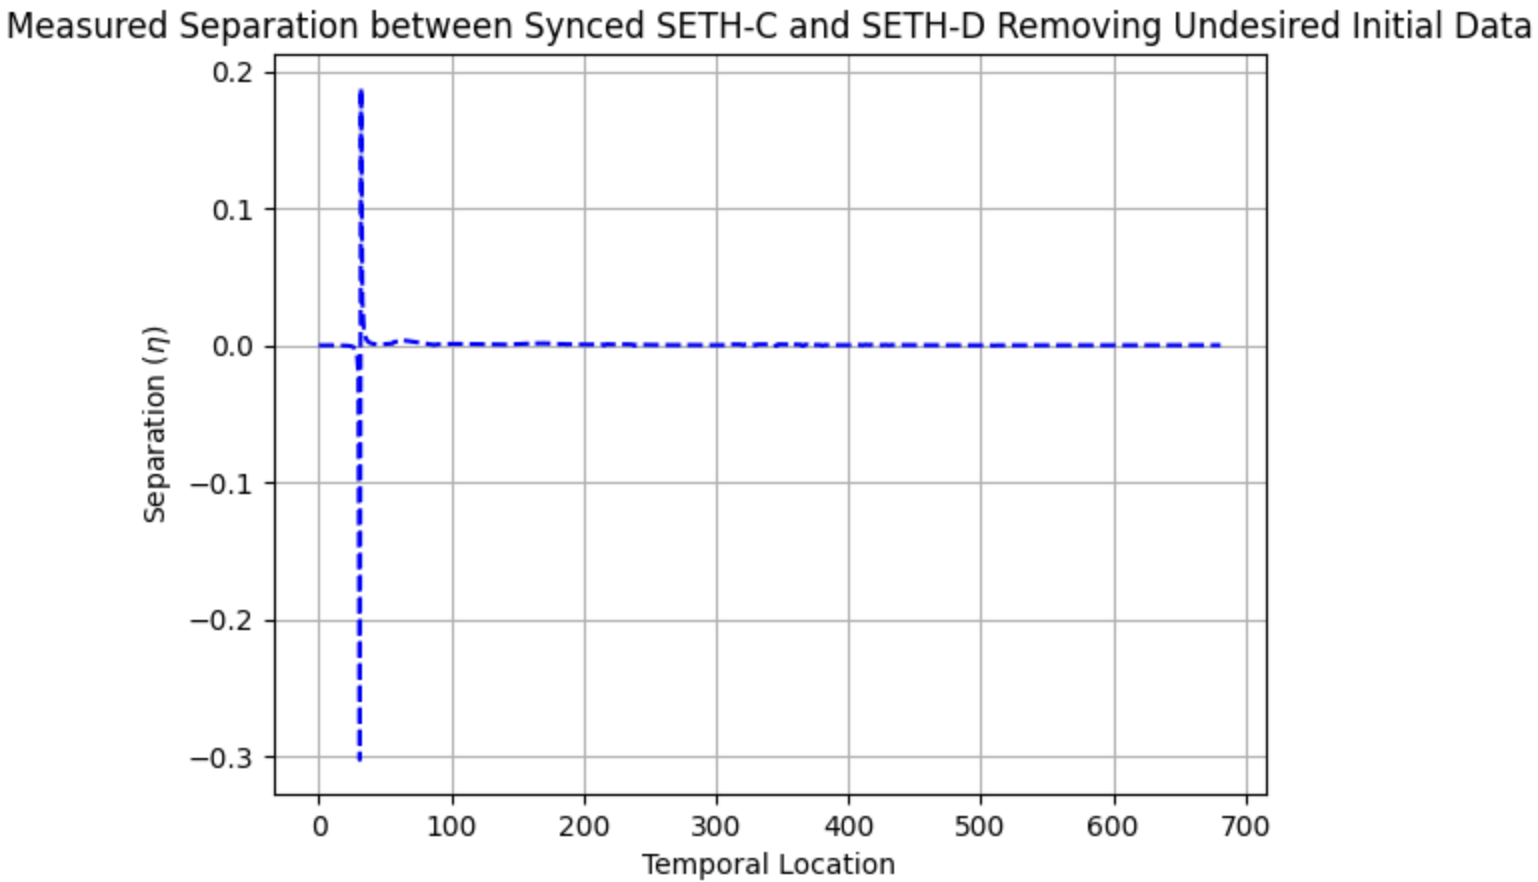 Measured Separation between Synced SETH-C and SETH-D Removing Undesired Initial Data
0.2
0.1
0.0
−0.1
−0.2
−0.3
Separation (η)
0 100 200 300 400 500 600 700
Temporal Location